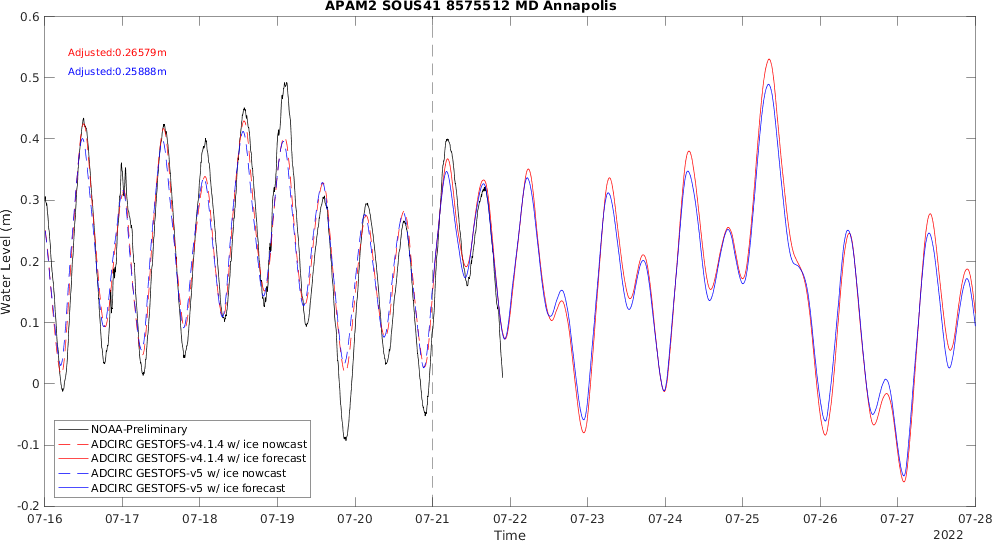 APAM2 SOUS41 8575512 MD Annapolis
Adjusted:0.26579m
Adjusted:0.25888m
0.6
0.5
0.4
0.3
0.2
0.1
0
-0.1
-0.2
Water Level (m)
NOAA-Preliminary
ADCIRC GESTOFS-v4.1.4 w/ ice nowcast
ADCIRC GESTOFS-v4.1.4 w/ ice forecast
ADCIRC GESTOFS-v5 w/ ice nowcast
ADCIRC GESTOFS-v5 w/ ice forecast
07-16 07-17 07-18 07-19 07-20 07-21 07-22 07-23 07-24 07-25 07-26 07-27 07-28
Time
2022